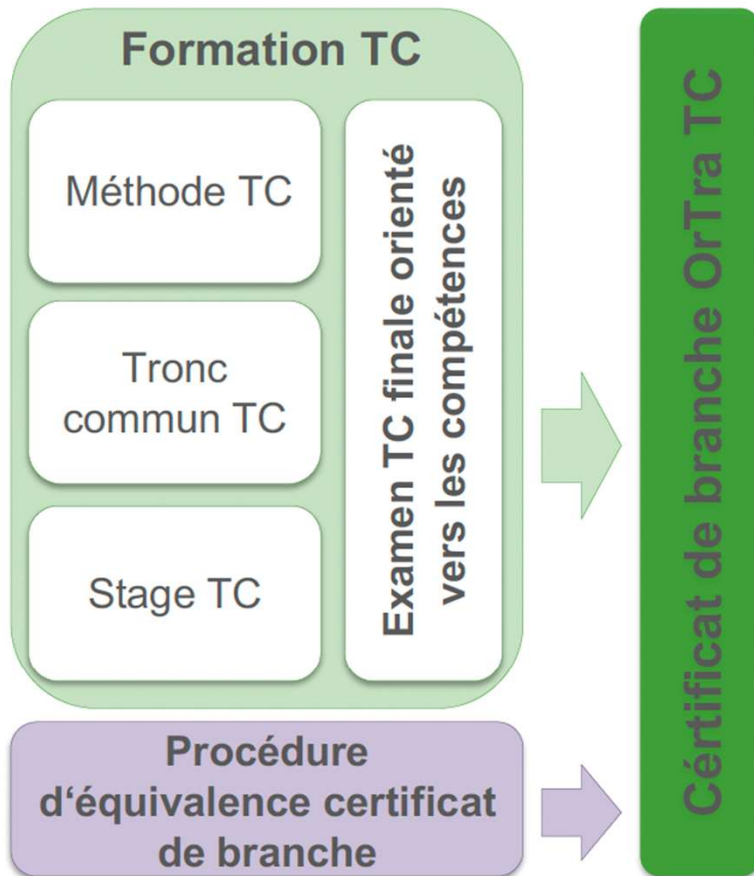 Formation TC
Méthode TC
Tronc
commun TC
Stage TC
Examen TC finale orienté
vers les compétences
Procédure
d‘équivalence certificat
de branche
Cértificat de branche OrTra TC